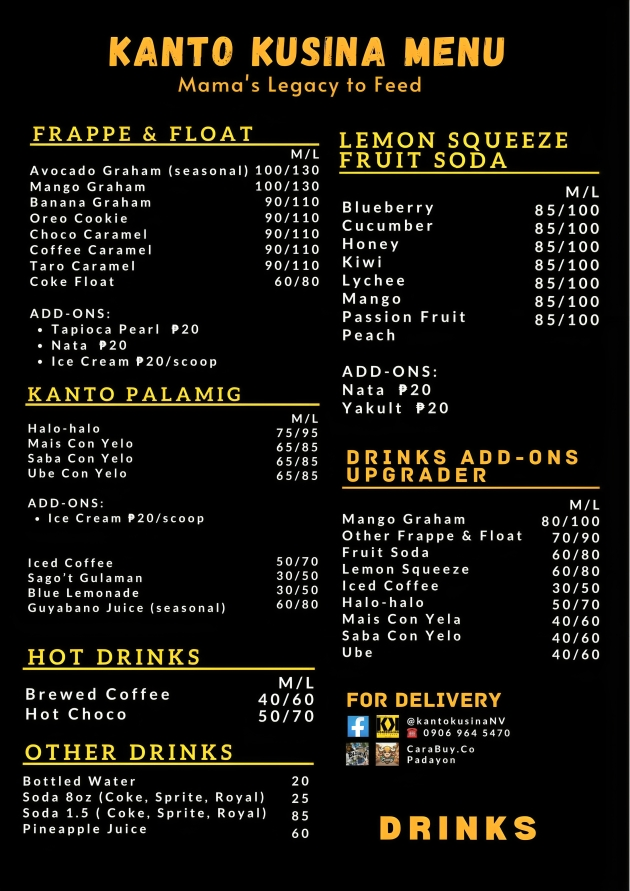 KANTO KUSINA MENU
Mama's Legacy to Feed
FRAPPE & FLOAT
M/L
Avocado Graham (seasonal) 100/130
Mango Graham 100/130
Banana Graham 90/110
Oreo Cookie 90/110
Choco Caramel 90/110
Coffee Caramel 90/110
Taro Caramel 90/110
Coke Float 60/80
ADD-ONS:
• Tapioca Pearl ₱20
• Nata ₱20
• Ice Cream ₱20/scoop
KANTO PALAMIG
M/L
Halo-halo 75/95
Mais Con Yelo 65/85
Saba Con Yelo 65/85
Ube Con Yelo 65/85
ADD-ONS:
• Ice Cream ₱20/scoop
Iced Coffee 50/70
Sago't Gulaman 30/50
Blue Lemonade 30/50
Guyabano Juice (seasonal) 60/80
HOT DRINKS
M/L
Brewed Coffee 40/60
Hot Choco 50/70
OTHER DRINKS
Bottled Water 20
Soda 8oz (Coke, Sprite, Royal) 25
Soda 1.5 ( Coke, Sprite, Royal) 85
Pineapple Juice 60
LEMON SQUEEZE
FRUIT SODA
M/L
Blueberry 85/100
Cucumber 85/100
Honey 85/100
Kiwi 85/100
Lychee 85/100
Mango 85/100
Passion Fruit 85/100
Peach
ADD-ONS:
Nata ₱20
Yakult ₱20
DRINKS ADD-ONS
UPGRADER
M/L
Mango Graham 80/100
Other Frappe & Float 70/90
Fruit Soda 60/80
Lemon Squeeze 60/80
Iced Coffee 30/50
Halo-halo 50/70
Mais Con Yela 40/60
Saba Con Yelo 40/60
Ube 40/60
FOR DELIVERY
@kantokusinaNV
0906 964 5470
CaraBuy.Co
Padayon
DRINKS